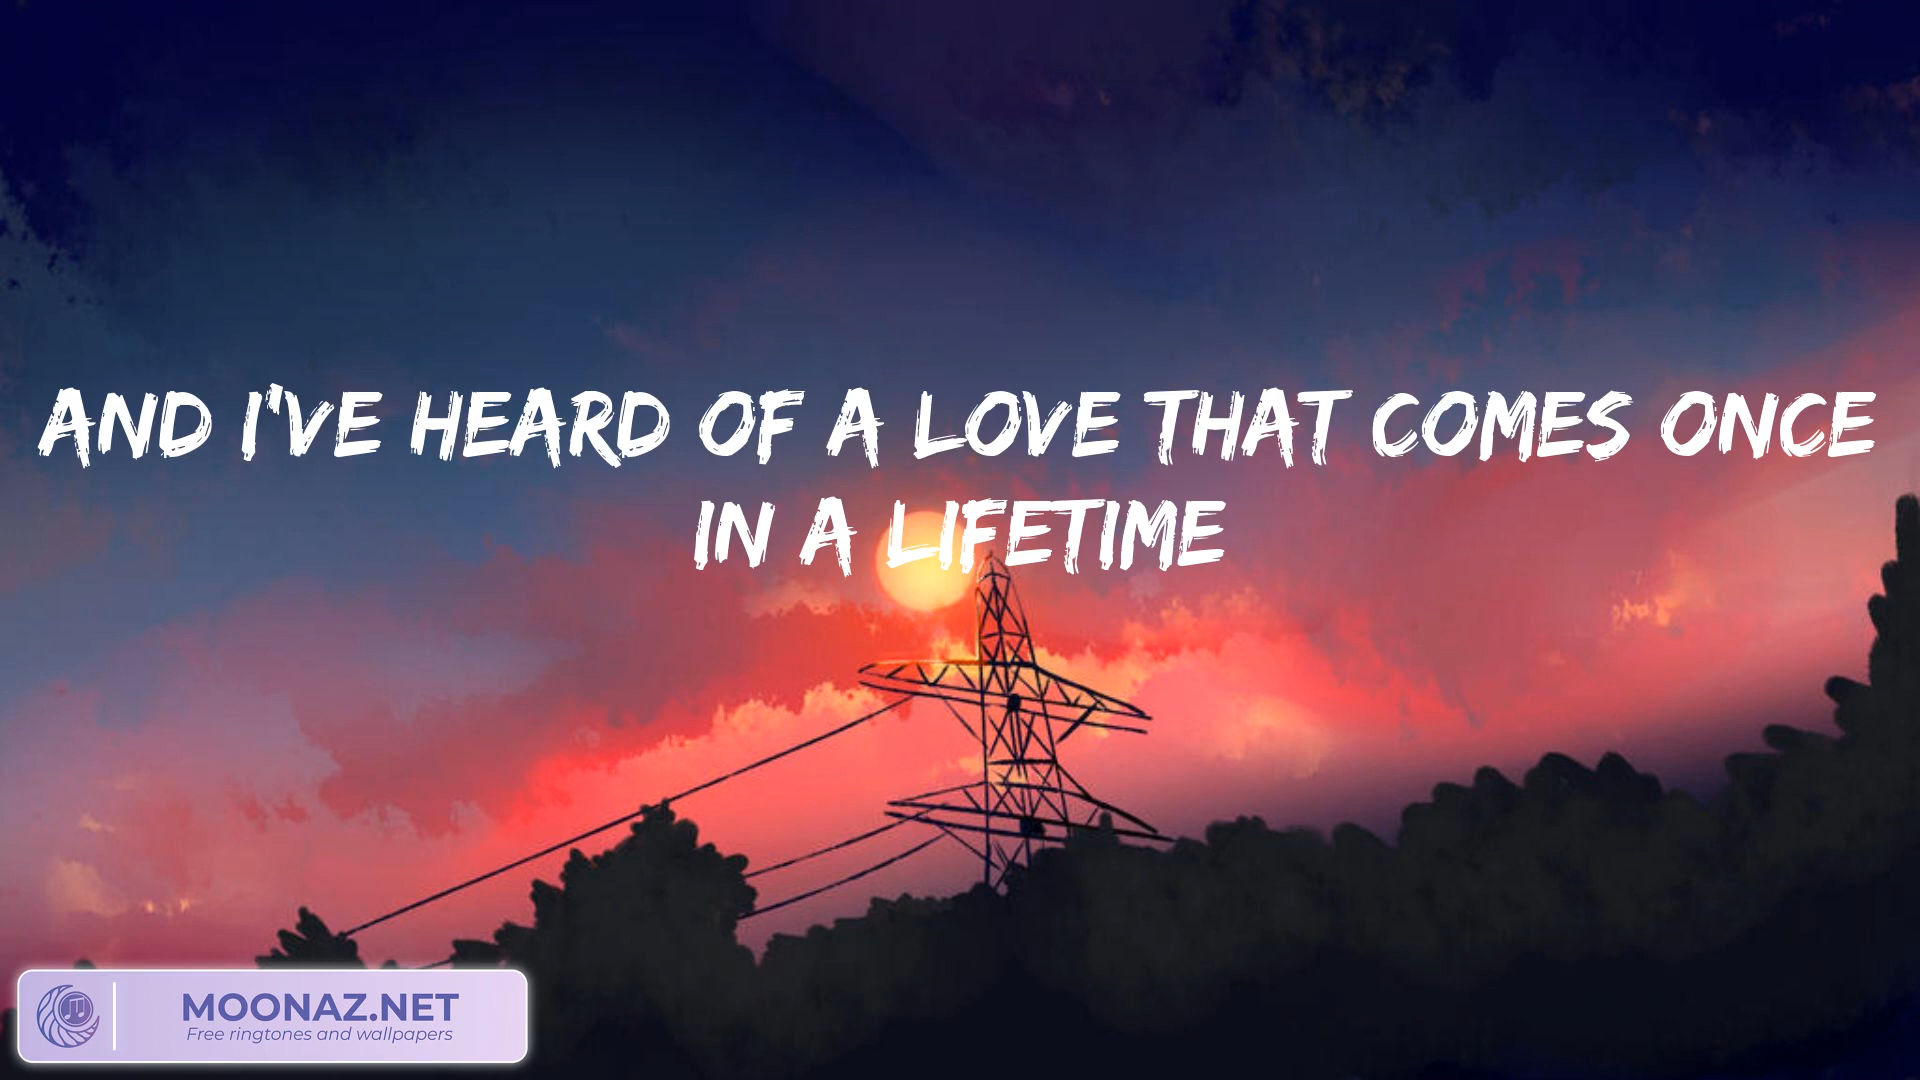 AND I'VE HEARD OF A LOVE THAT COMES ONCE
IN A LIFETIME
MOONAZ.NET
Free ringtones and wallpapers